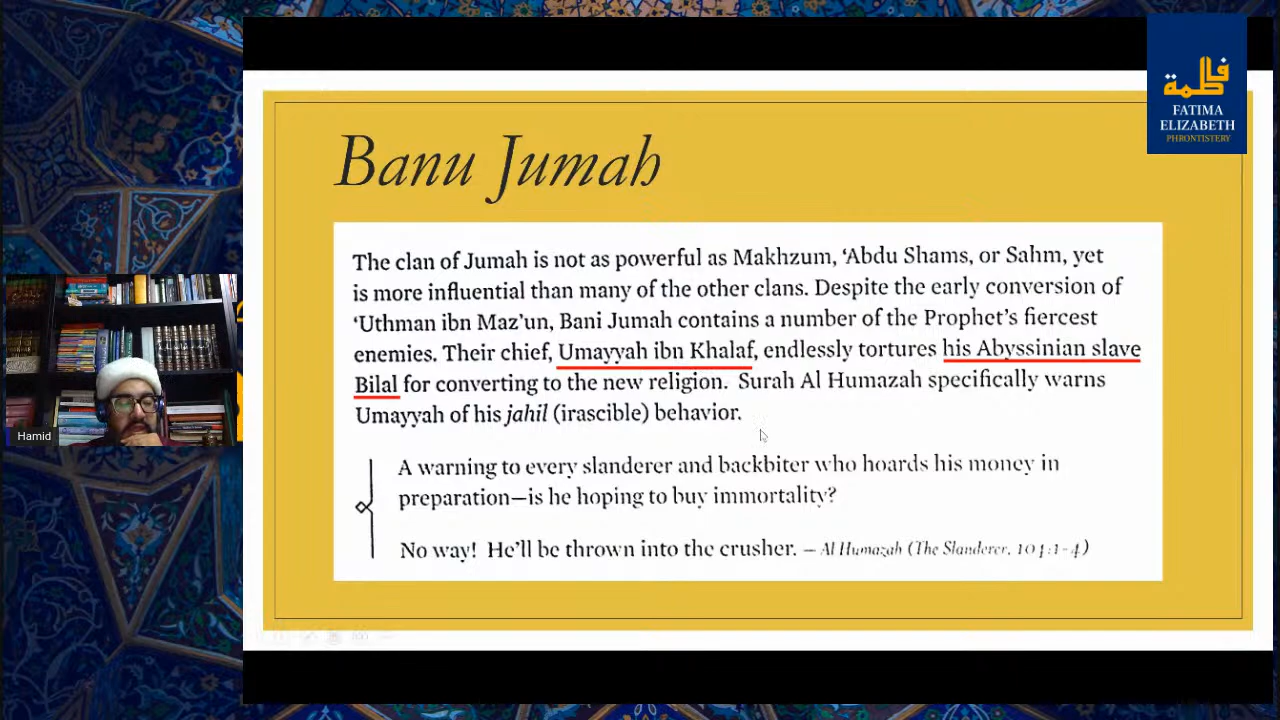 فاطمة
FATIMA
ELIZABETH
PHRONTISTERY
Banu Jumah
The clan of Jumah is not as powerful as Makhzum, ‘Abdu Shams, or Sahm, yet
is more influential than many of the other clans. Despite the early conversion of
‘Uthman ibn Maz’un, Bani Jumah contains a number of the Prophet’s fiercest
enemies. Their chief, Umayyah ibn Khalaf, endlessly tortures his Abyssinian slave
Bilal for converting to the new religion. Surah Al Humazah specifically warns
Umayyah of his jahil (irascible) behavior.
A warning to every slanderer and backbiter who hoards his money in
preparation—is he hoping to buy immortality?
No way! He’ll be thrown into the crusher. – Al Humazah (The Slanderer, 104:1-4)
Hamid